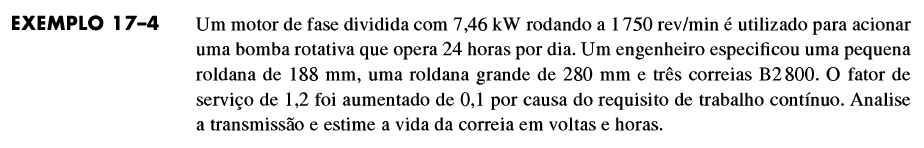 EXEMPLO 17–4 Um motor de fase dividida com 7,46 kW rodando a 1 750 rev/min é utilizado para acionar
uma bomba rotativa que opera 24 horas por dia. Um engenheiro especificou uma pequena
roldana de 188 mm, uma roldana grande de 280 mm e três correias B2 800. O fator de
serviço de 1,2 foi aumentado de 0,1 por causa do requisito de trabalho contínuo. Analise
a transmissão e estime a vida da correia em voltas e horas.